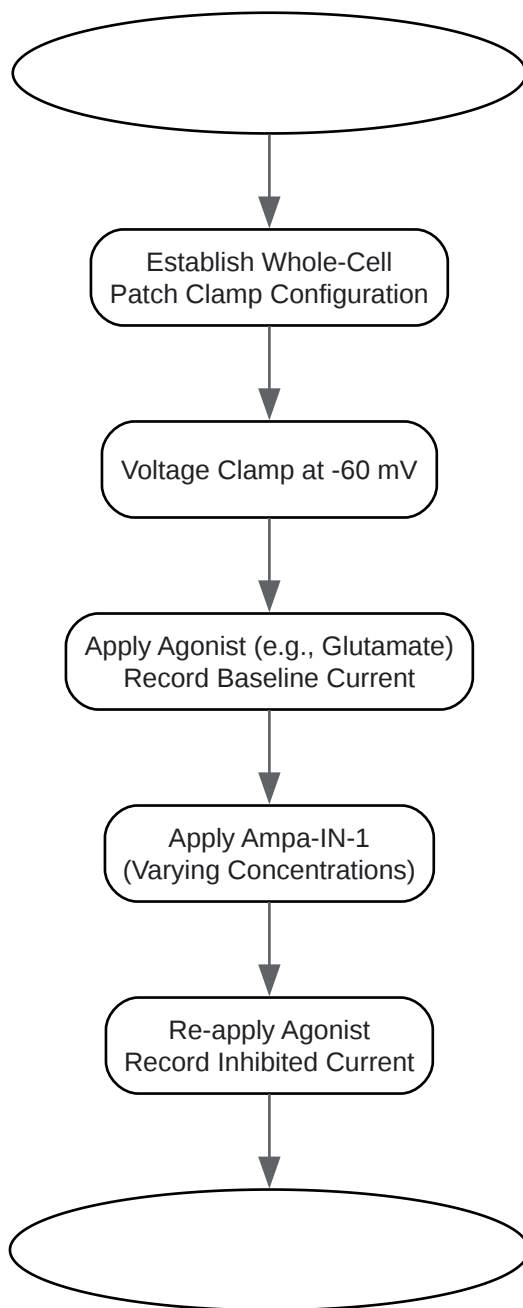 Establish Whole-Cell
Patch Clamp Configuration
Voltage Clamp at -60 mV
Apply Agonist (e.g., Glutamate)
Record Baseline Current
Apply Ampa-IN-1
(Varying Concentrations)
Re-apply Agonist
Record Inhibited Current